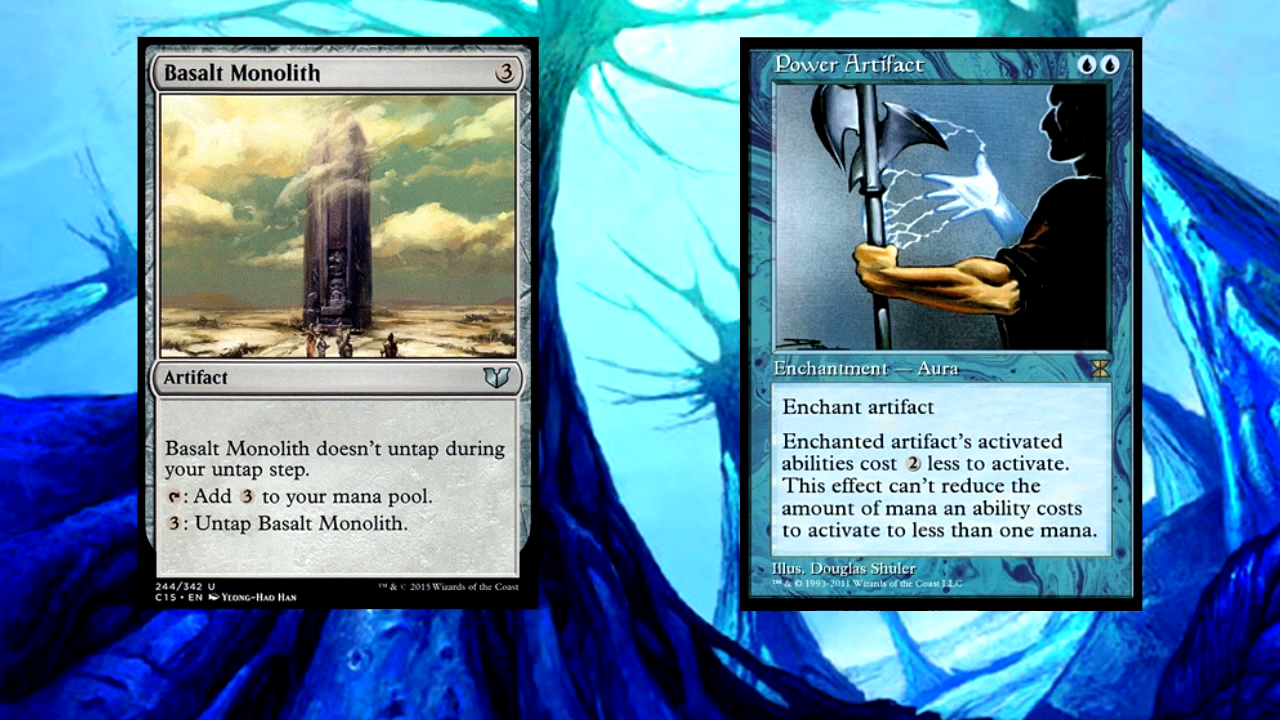 Basalt Monolith 3
Artifact
Basalt Monolith doesn't untap during
your untap step.
: Add 3 to your mana pool.
3: Untap Basalt Monolith.
244/342 U
C15 • EN Yeong-Hao Han
™ & © 2015 Wizards of the Coast
Power Artifact
Enchantment — Aura
Enchant artifact
Enchanted artifact's activated
abilities cost 2 less to activate.
This effect can't reduce the
amount of mana an ability costs
to activate to less than one mana.
Illus. Douglas Shuler
™ & © 1993-2011 Wizards of the Coast LLC